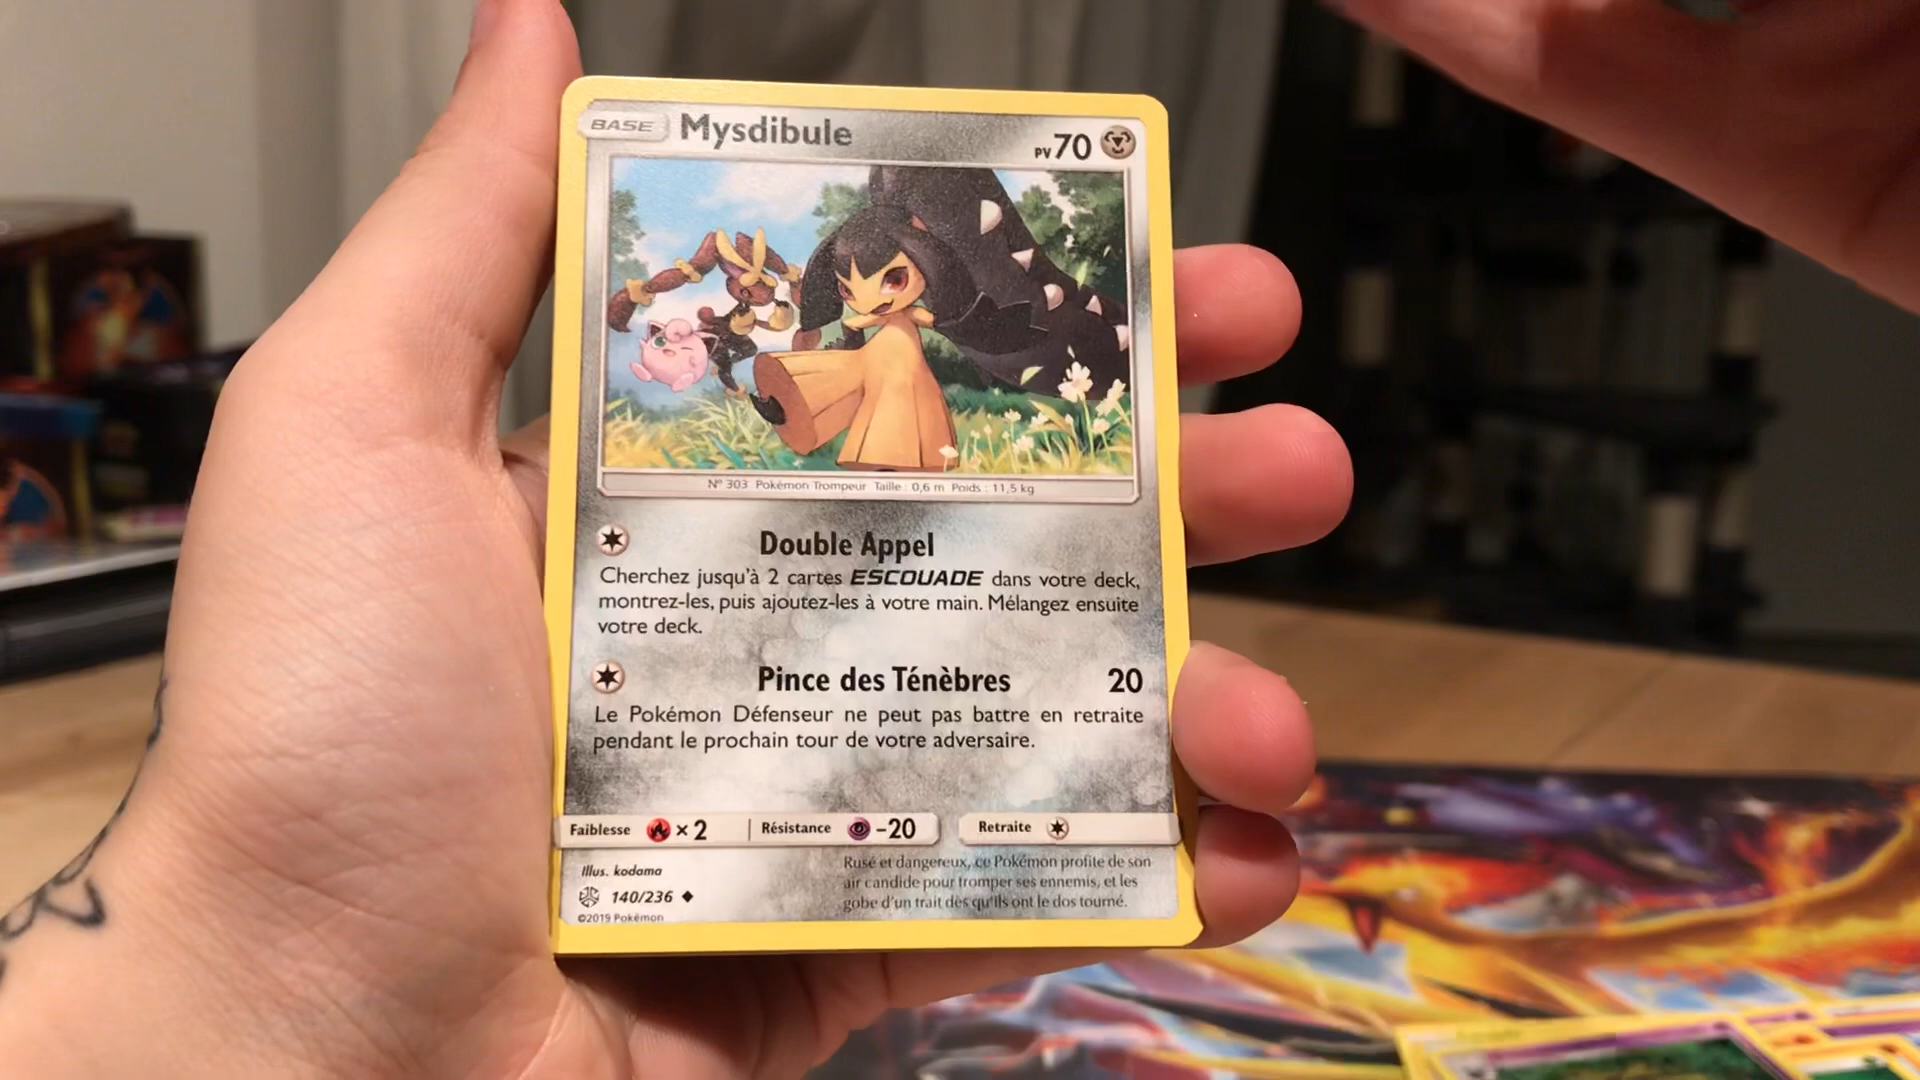 BASE Mysdibule PV 70
N° 303 Pokémon Trompeur Taille : 0,6 m Poids : 11,5 kg
Double Appel
Cherchez jusqu'à 2 cartes ESCOUADE dans votre deck,
montrez-les, puis ajoutez-les à votre main. Mélangez ensuite
votre deck.
Pince des Ténèbres 20
Le Pokémon Défenseur ne peut pas battre en retraite
pendant le prochain tour de votre adversaire.
Faiblesse × 2 Résistance -20 Retraite
Illus. kodama
140/236
©2019 Pokémon
Rusé et dangereux, ce Pokémon profite de son
air candide pour tromper ses ennemis, et les
gobe d'un trait dès qu'ils ont le dos tourné.